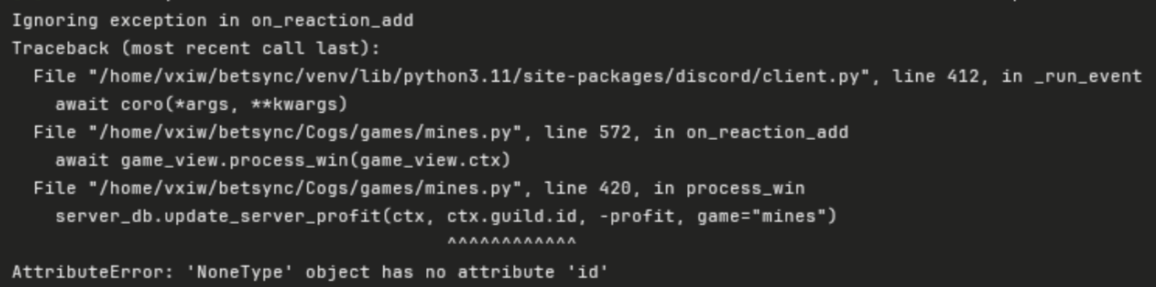 Ignoring exception in on_reaction_add
Traceback (most recent call last):
  File "/home/vxiw/betsync/venv/lib/python3.11/site-packages/discord/client.py", line 412, in _run_event
    await coro(*args, **kwargs)
  File "/home/vxiw/betsync/Cogs/games/mines.py", line 572, in on_reaction_add
    await game_view.process_win(game_view.ctx)
  File "/home/vxiw/betsync/Cogs/games/mines.py", line 420, in process_win
    server_db.update_server_profit(ctx, ctx.guild.id, -profit, game="mines")
                                        ^^^^^^^^^^^^
AttributeError: 'NoneType' object has no attribute 'id'